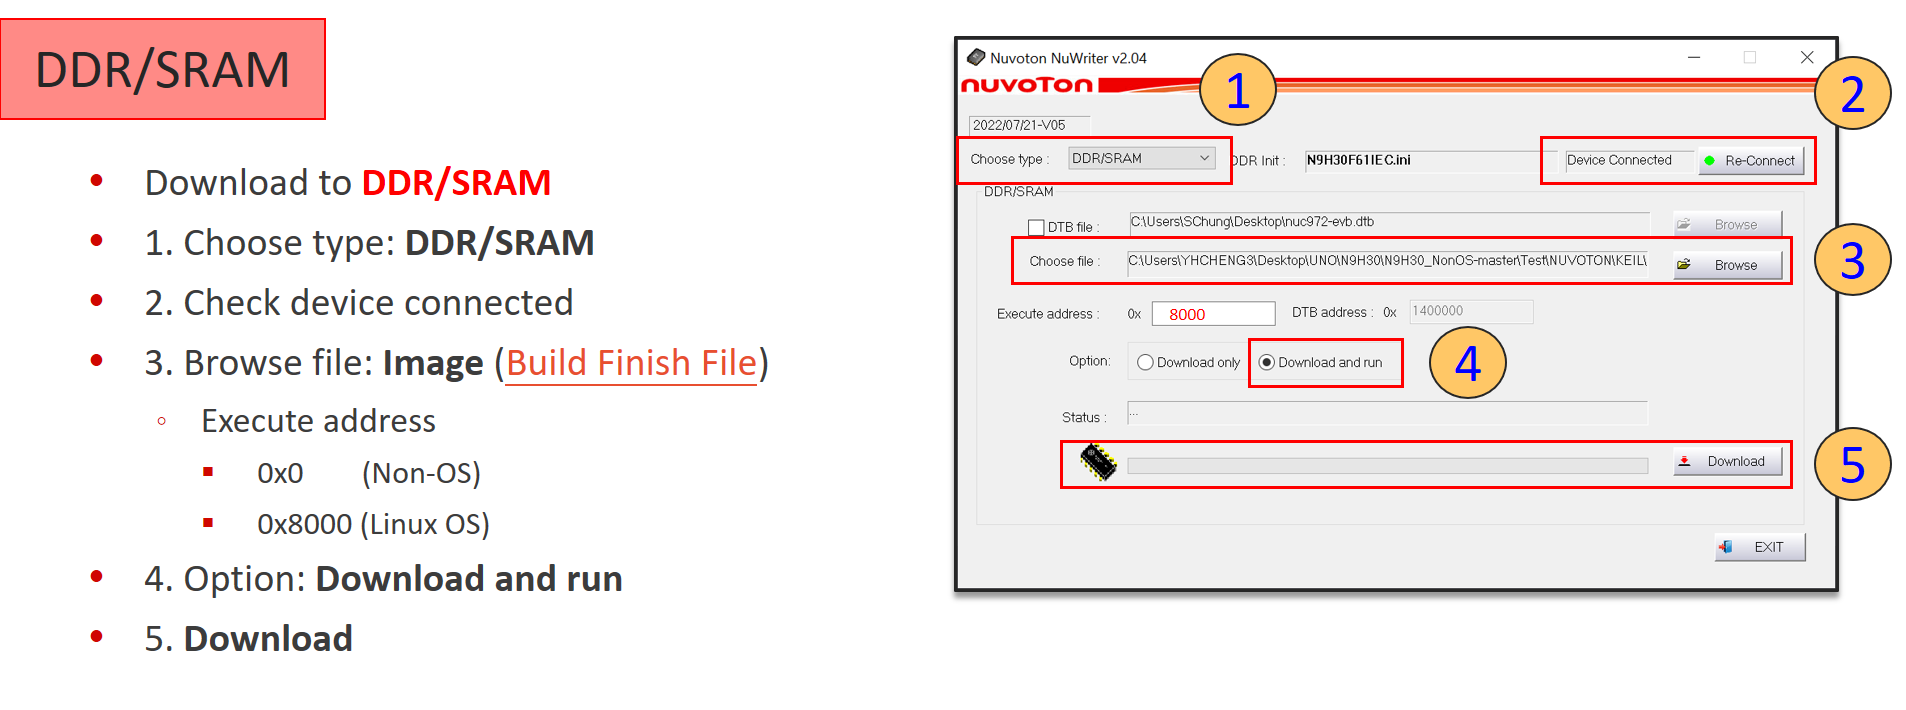 DDR/SRAM
• Download to DDR/SRAM
• 1. Choose type: DDR/SRAM
• 2. Check device connected
• 3. Browse file: Image (Build Finish File)
◦ Execute address
▪ 0x0 (Non-OS)
▪ 0x8000 (Linux OS)
• 4. Option: Download and run
• 5. Download
Nuvoton NuWriter v2.04
nuvoTon
1
2
2022/07/21-V05
Choose type : DDR/SRAM DDR Init : N9H30F61IEC.ini Device Connected Re-Connect
DDR/SRAM
DTB file : C:\Users\SChung\Desktop\nuc972-evb.dtb Browse
Choose file : C:\Users\YHCHENG3\Desktop\UNO\N9H30\N9H30_NonOS-master\Test\NUVOTON\KEIL\ Browse
3
Execute address : 0x 8000 DTB address : 0x 1400000
Option: Download only Download and run
4
Status : ...
Download
5
EXIT